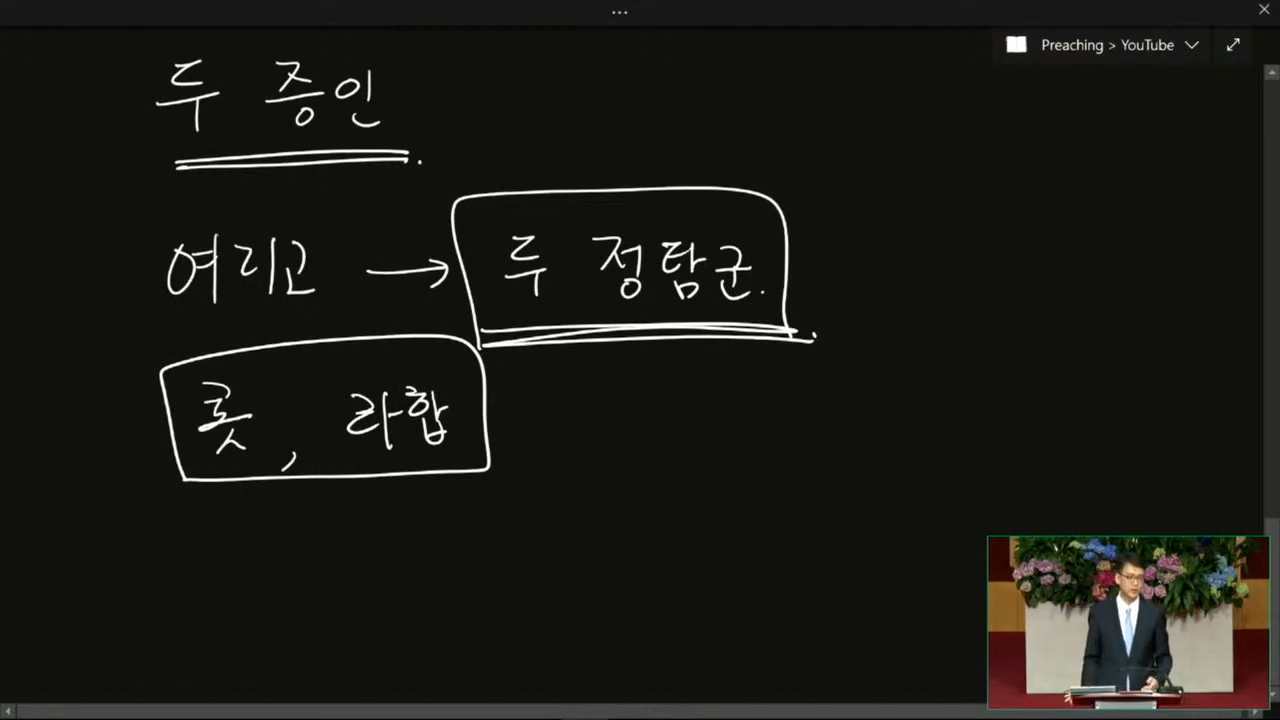 ...
Preaching > YouTube
두 증인.
여리고 → 두 정탐군.
롯, 라합